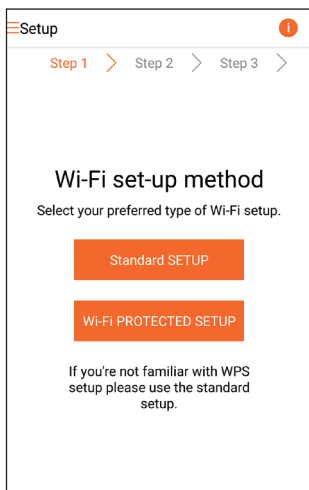 Setup
Step 1 Step 2 Step 3
Wi-Fi set-up method
Select your preferred type of Wi-Fi setup.
Standard SETUP
Wi-Fi PROTECTED SETUP
If you're not familiar with WPS
setup please use the standard
setup.